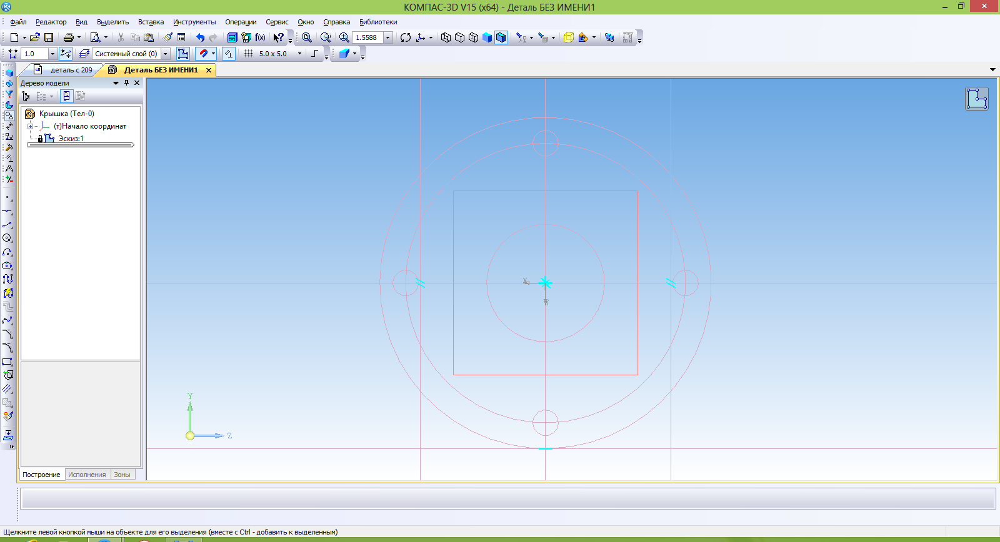 КОМПАС-3D V15 (x64) - Деталь БЕЗ ИМЕНИ1
Файл Редактор Вид Выделить Вставка Инструменты Операции Сервис Окно Справка Библиотеки
f(x) 1.5588
1.0 Системный слой (0) 5.0 x 5.0
деталь с 209 Деталь БЕЗ ИМЕНИ1
Дерево модели
Крышка (Тел-0)
(т)Начало координат
Эскиз:1
X
Y
Z
Построение Исполнения Зоны
Щелкните левой кнопкой мыши на объекте для его выделения (вместе с Ctrl - добавить к выделенным)